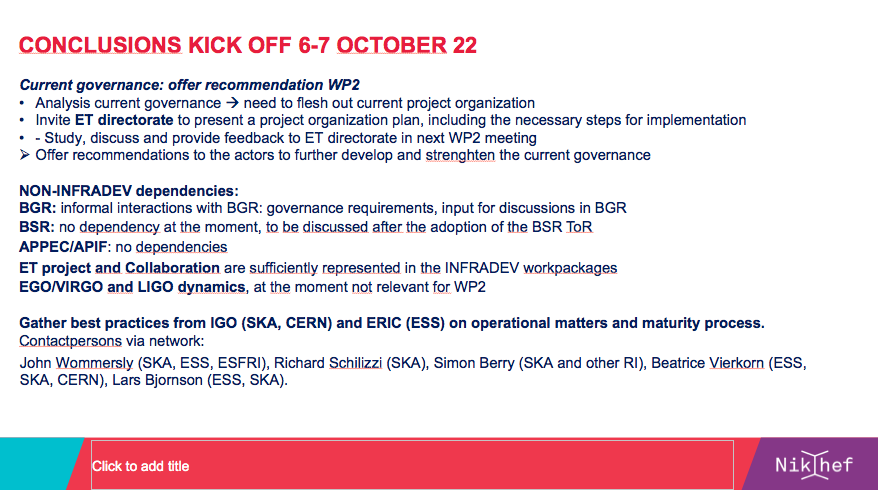 CONCLUSIONS KICK OFF 6-7 OCTOBER 22
Current governance: offer recommendation WP2
• Analysis current governance → need to flesh out current project organization
• Invite ET directorate to present a project organization plan, including the necessary steps for implementation
• - Study, discuss and provide feedback to ET directorate in next WP2 meeting
➢ Offer recommendations to the actors to further develop and strenghten the current governance
NON-INFRADEV dependencies:
BGR: informal interactions with BGR: governance requirements, input for discussions in BGR
BSR: no dependency at the moment, to be discussed after the adoption of the BSR ToR
APPEC/APIF: no dependencies
ET project and Collaboration are sufficiently represented in the INFRADEV workpackages
EGO/VIRGO and LIGO dynamics, at the moment not relevant for WP2
Gather best practices from IGO (SKA, CERN) and ERIC (ESS) on operational matters and maturity process.
Contactpersons via network:
John Wommersly (SKA, ESS, ESFRI), Richard Schilizzi (SKA), Simon Berry (SKA and other RI), Beatrice Vierkorn (ESS,
SKA, CERN), Lars Bjornson (ESS, SKA).
Click to add title
Nikhef